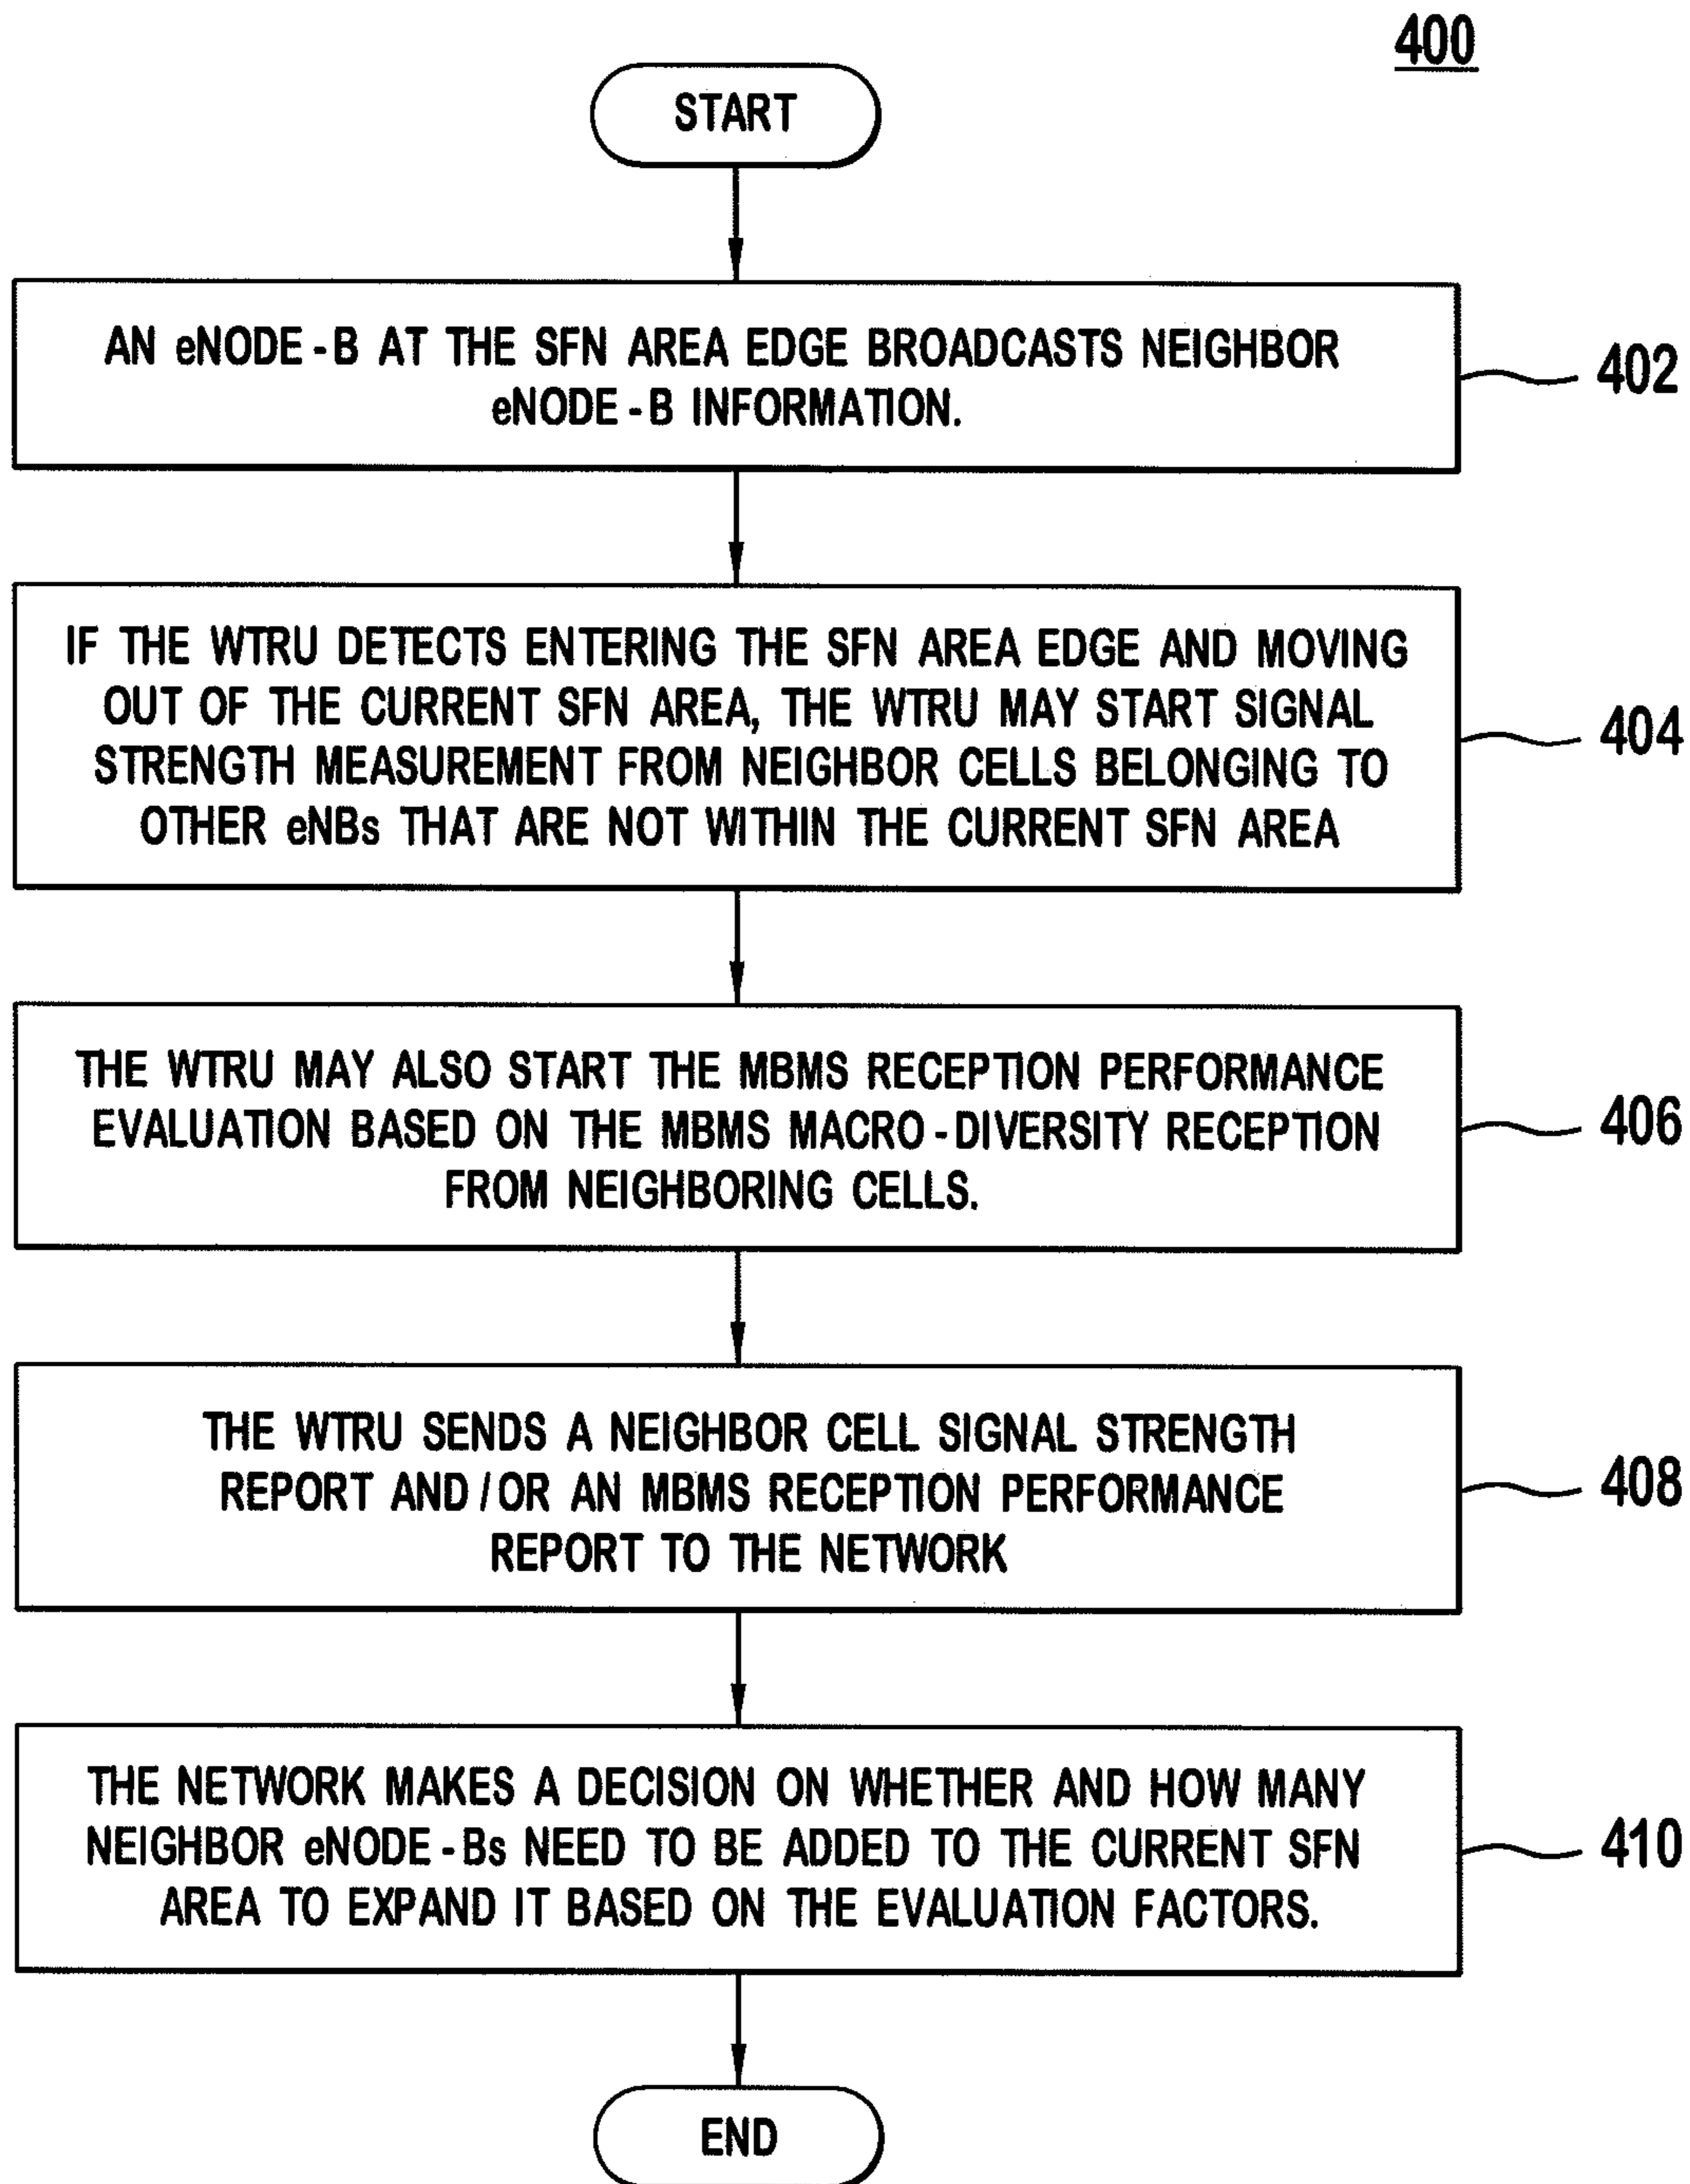 400
START
AN eNODE-B AT THE SFN AREA EDGE BROADCASTS NEIGHBOR
eNODE-B INFORMATION.
402
IF THE WTRU DETECTS ENTERING THE SFN AREA EDGE AND MOVING
OUT OF THE CURRENT SFN AREA, THE WTRU MAY START SIGNAL
STRENGTH MEASUREMENT FROM NEIGHBOR CELLS BELONGING TO
OTHER eNBs THAT ARE NOT WITHIN THE CURRENT SFN AREA
404
THE WTRU MAY ALSO START THE MBMS RECEPTION PERFORMANCE
EVALUATION BASED ON THE MBMS MACRO-DIVERSITY RECEPTION
FROM NEIGHBORING CELLS.
406
THE WTRU SENDS A NEIGHBOR CELL SIGNAL STRENGTH
REPORT AND/OR AN MBMS RECEPTION PERFORMANCE
REPORT TO THE NETWORK
408
THE NETWORK MAKES A DECISION ON WHETHER AND HOW MANY
NEIGHBOR eNODE-Bs NEED TO BE ADDED TO THE CURRENT SFN
AREA TO EXPAND IT BASED ON THE EVALUATION FACTORS.
410
END